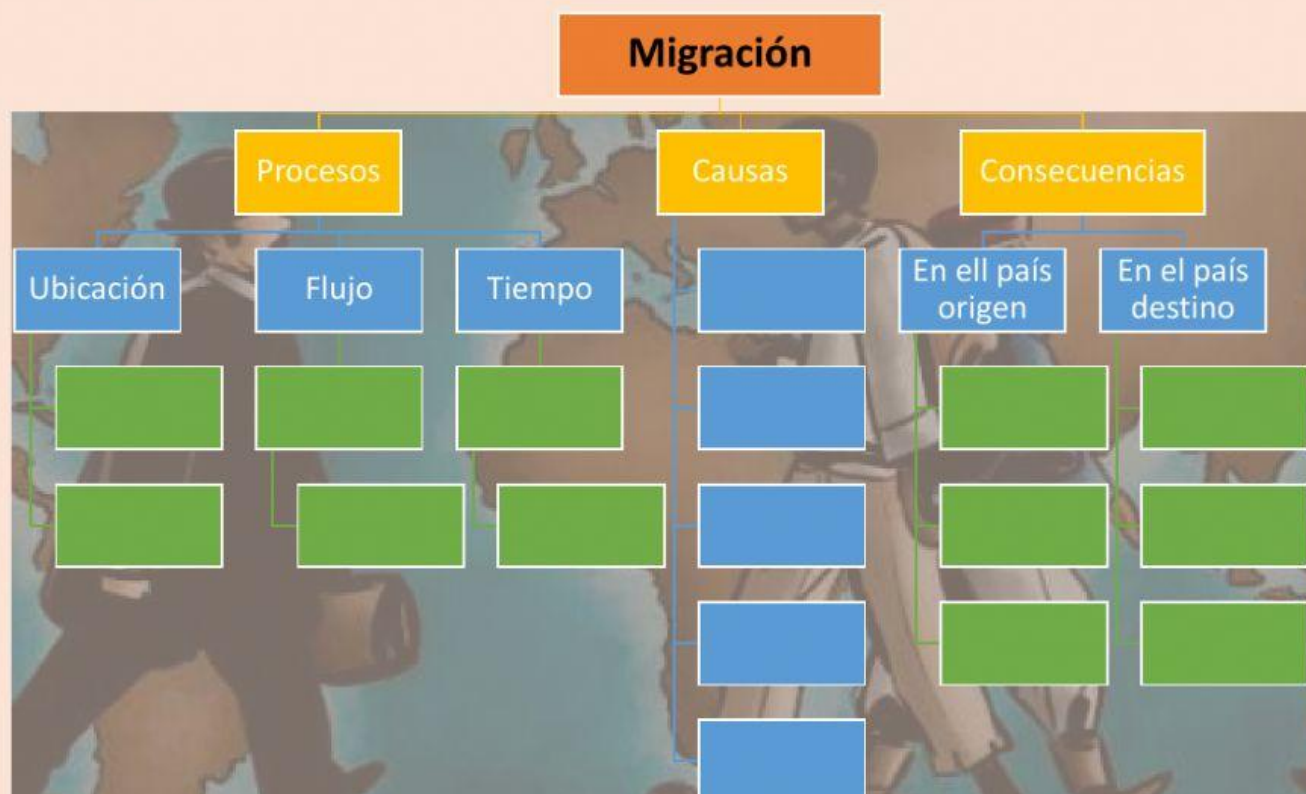 Migración
Procesos
Causas
Consecuencias
Ubicación
Flujo
Tiempo
En ell país
origen
En el país
destino